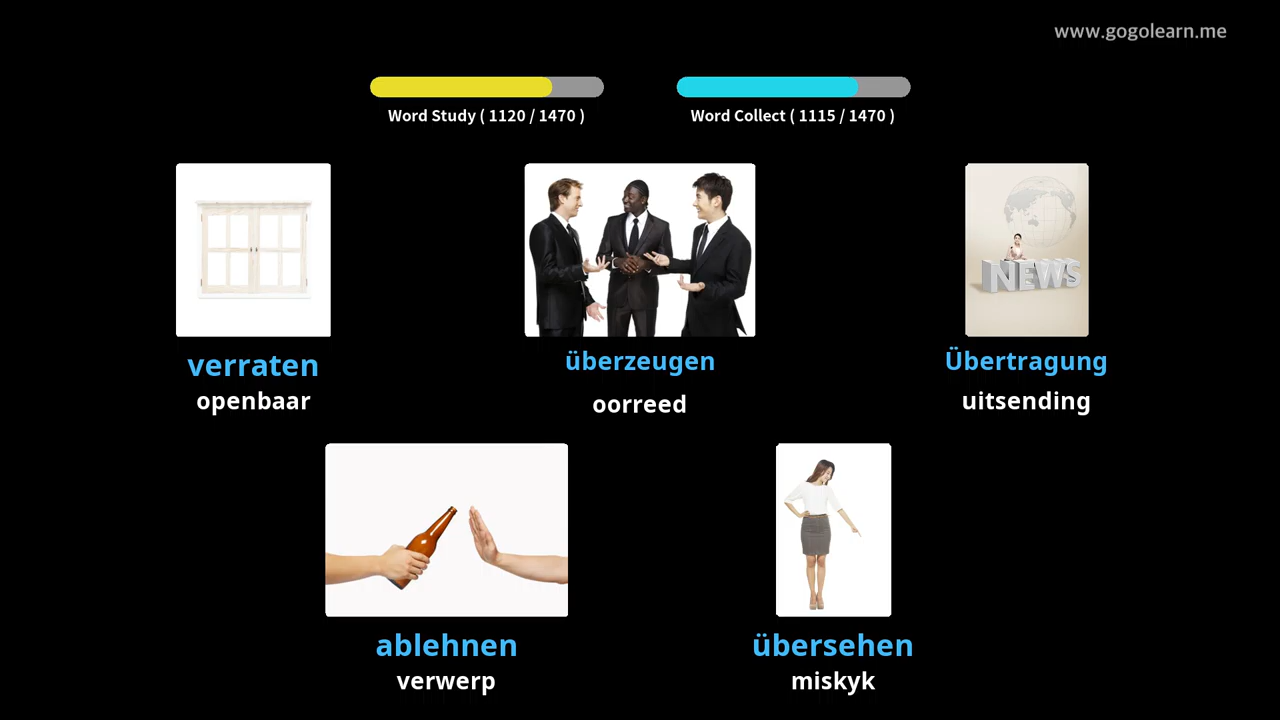 www.gogolearn.me
Word Study ( 1120 / 1470 )
Word Collect ( 1115 / 1470 )
NEWS
verraten
openbaar
überzeugen
oorreed
Übertragung
uitsending
ablehnen
verwerp
übersehen
miskyk